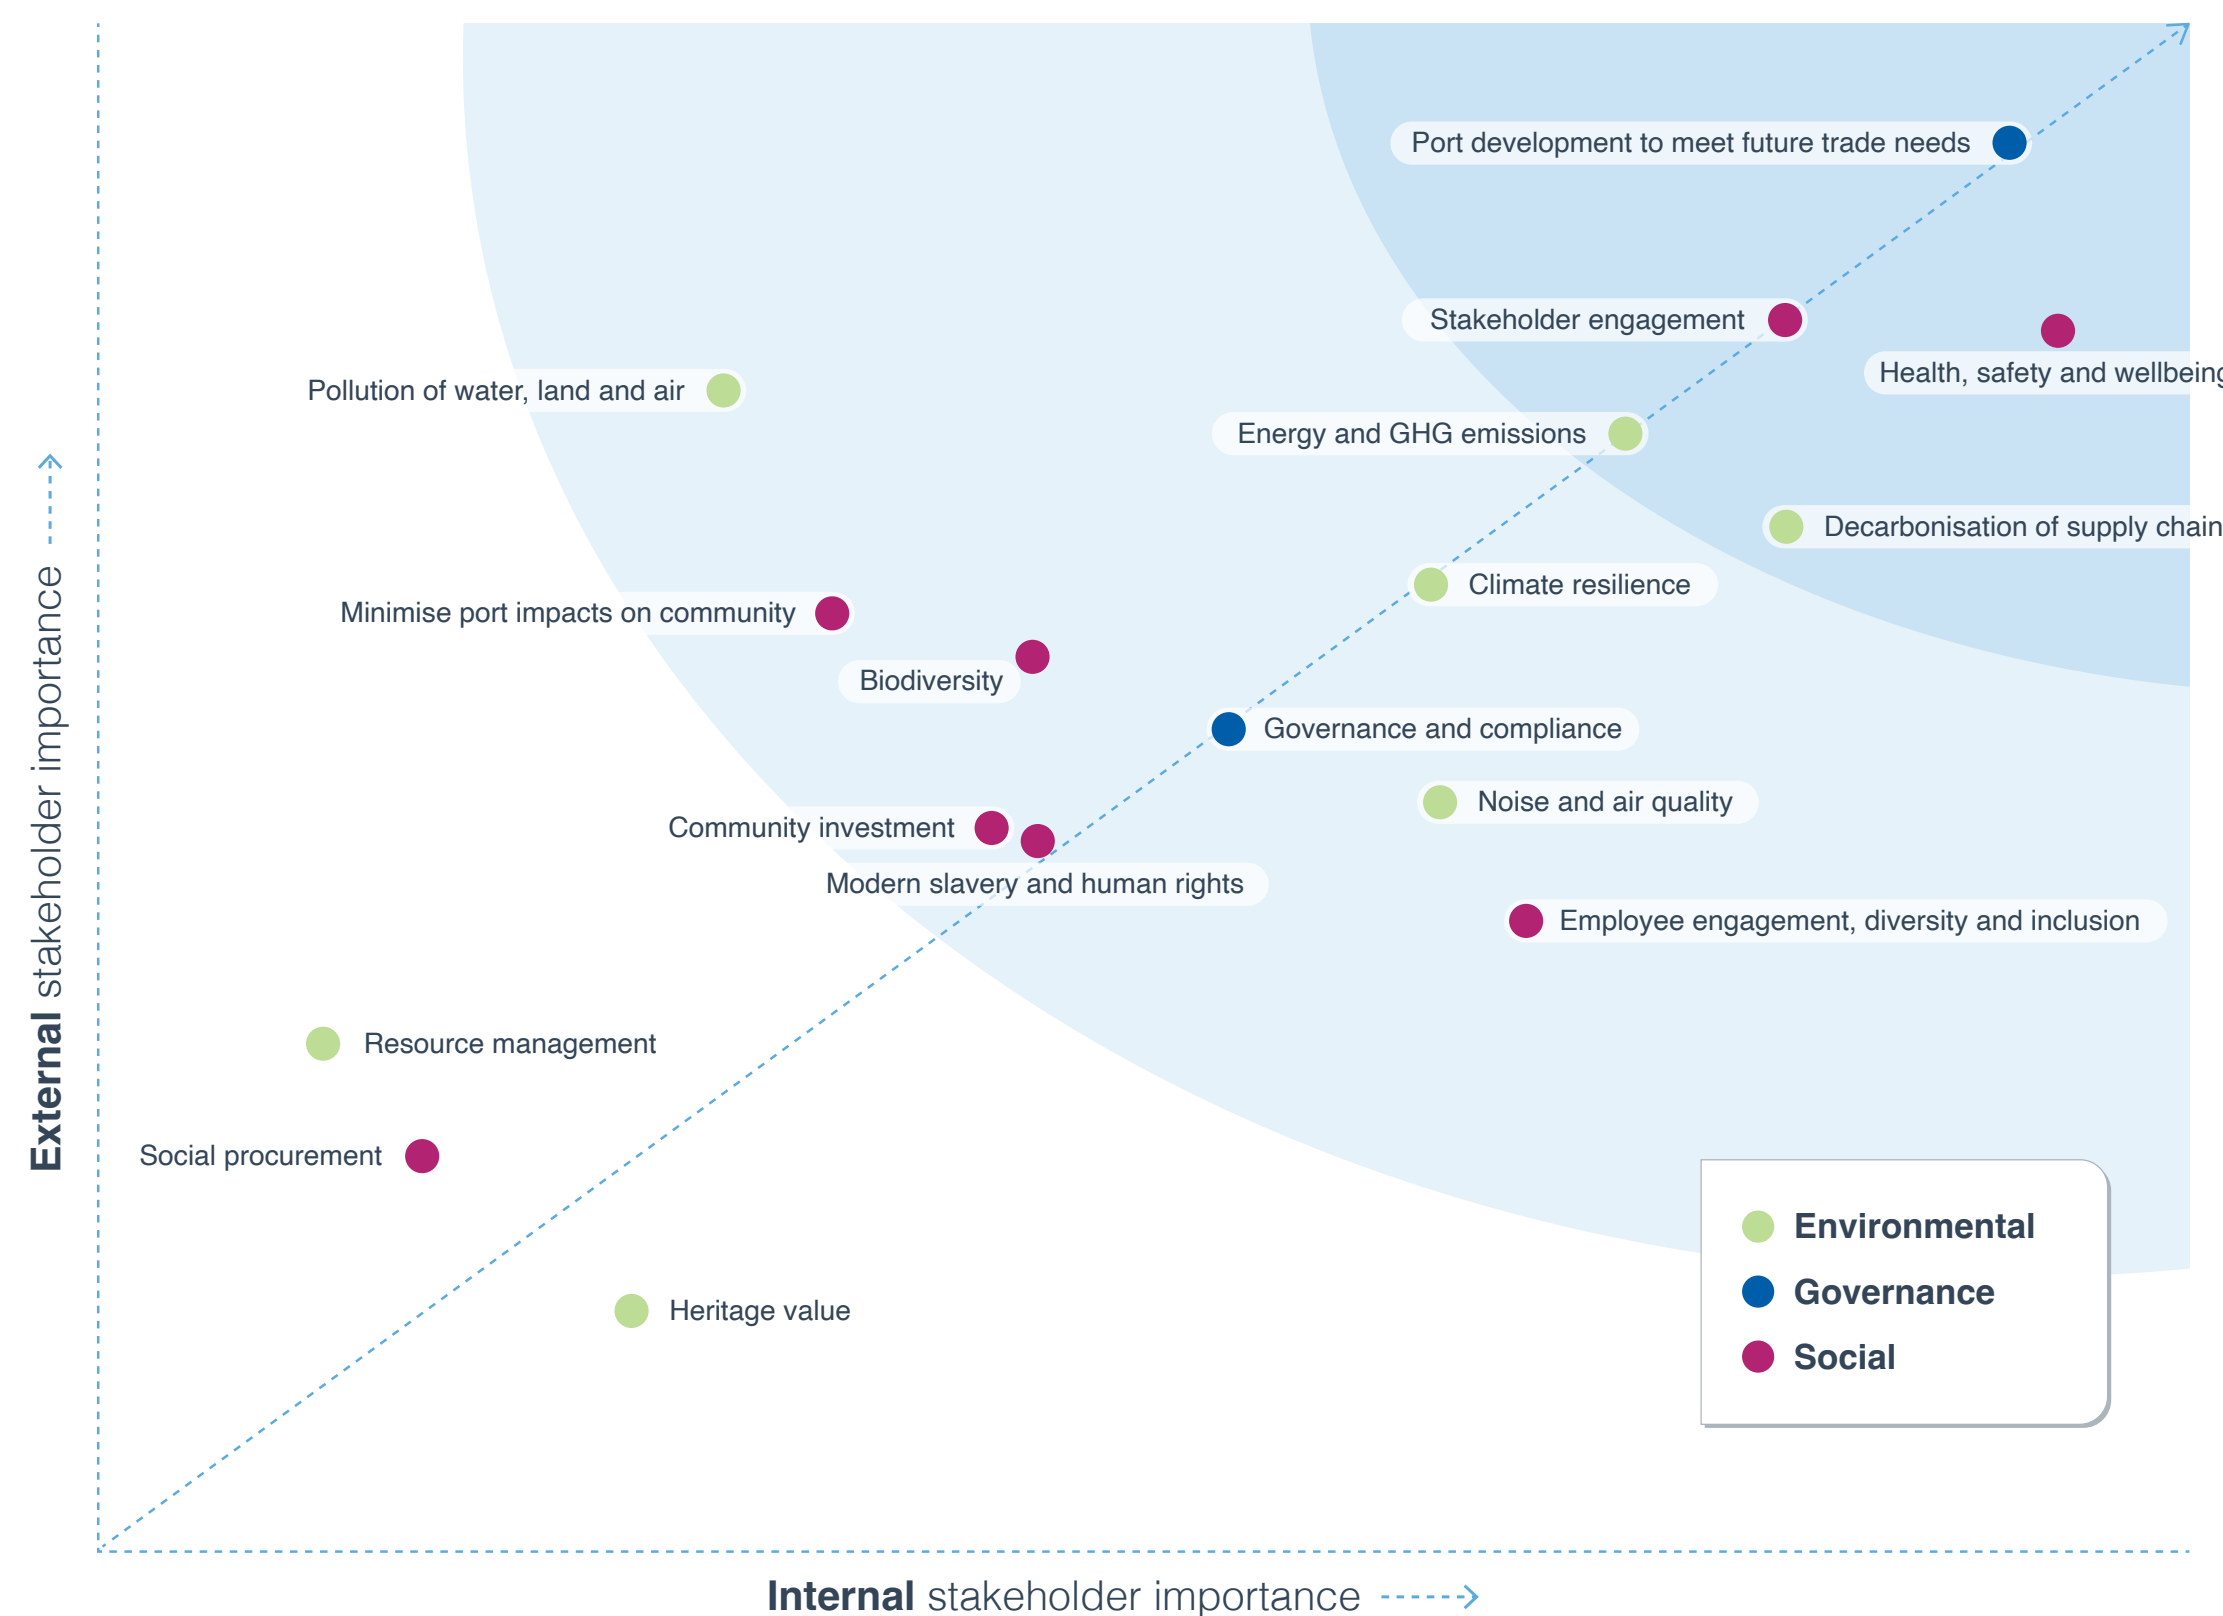 Port development to meet future trade needs
Stakeholder engagement
Health, safety and wellbeing
Pollution of water, land and air
Energy and GHG emissions
Decarbonisation of supply chain
Climate resilience
Minimise port impacts on community
Biodiversity
Governance and compliance
Noise and air quality
Community investment
Modern slavery and human rights
Employee engagement, diversity and inclusion
Resource management
Social procurement
Heritage value
External stakeholder importance
Environmental
Governance
Social
Internal stakeholder importance